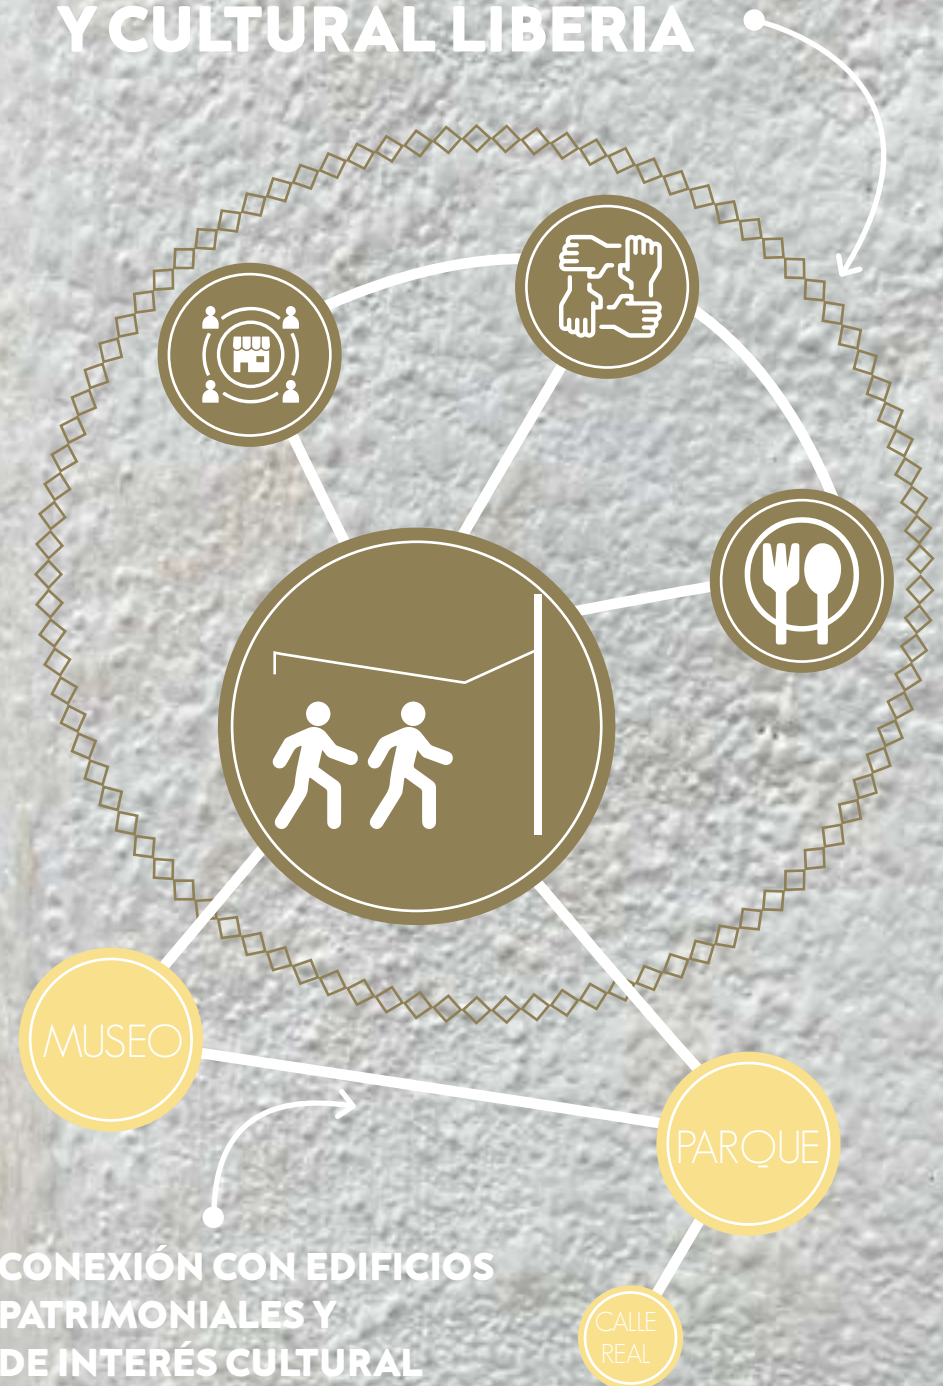 Y CULTURAL LIBERIA
MUSEO
PARQUE
CONEXIÓN CON EDIFICIOS
PATRIMONIALES Y
DE INTERÉS CULTURAL
CALLE
REAL